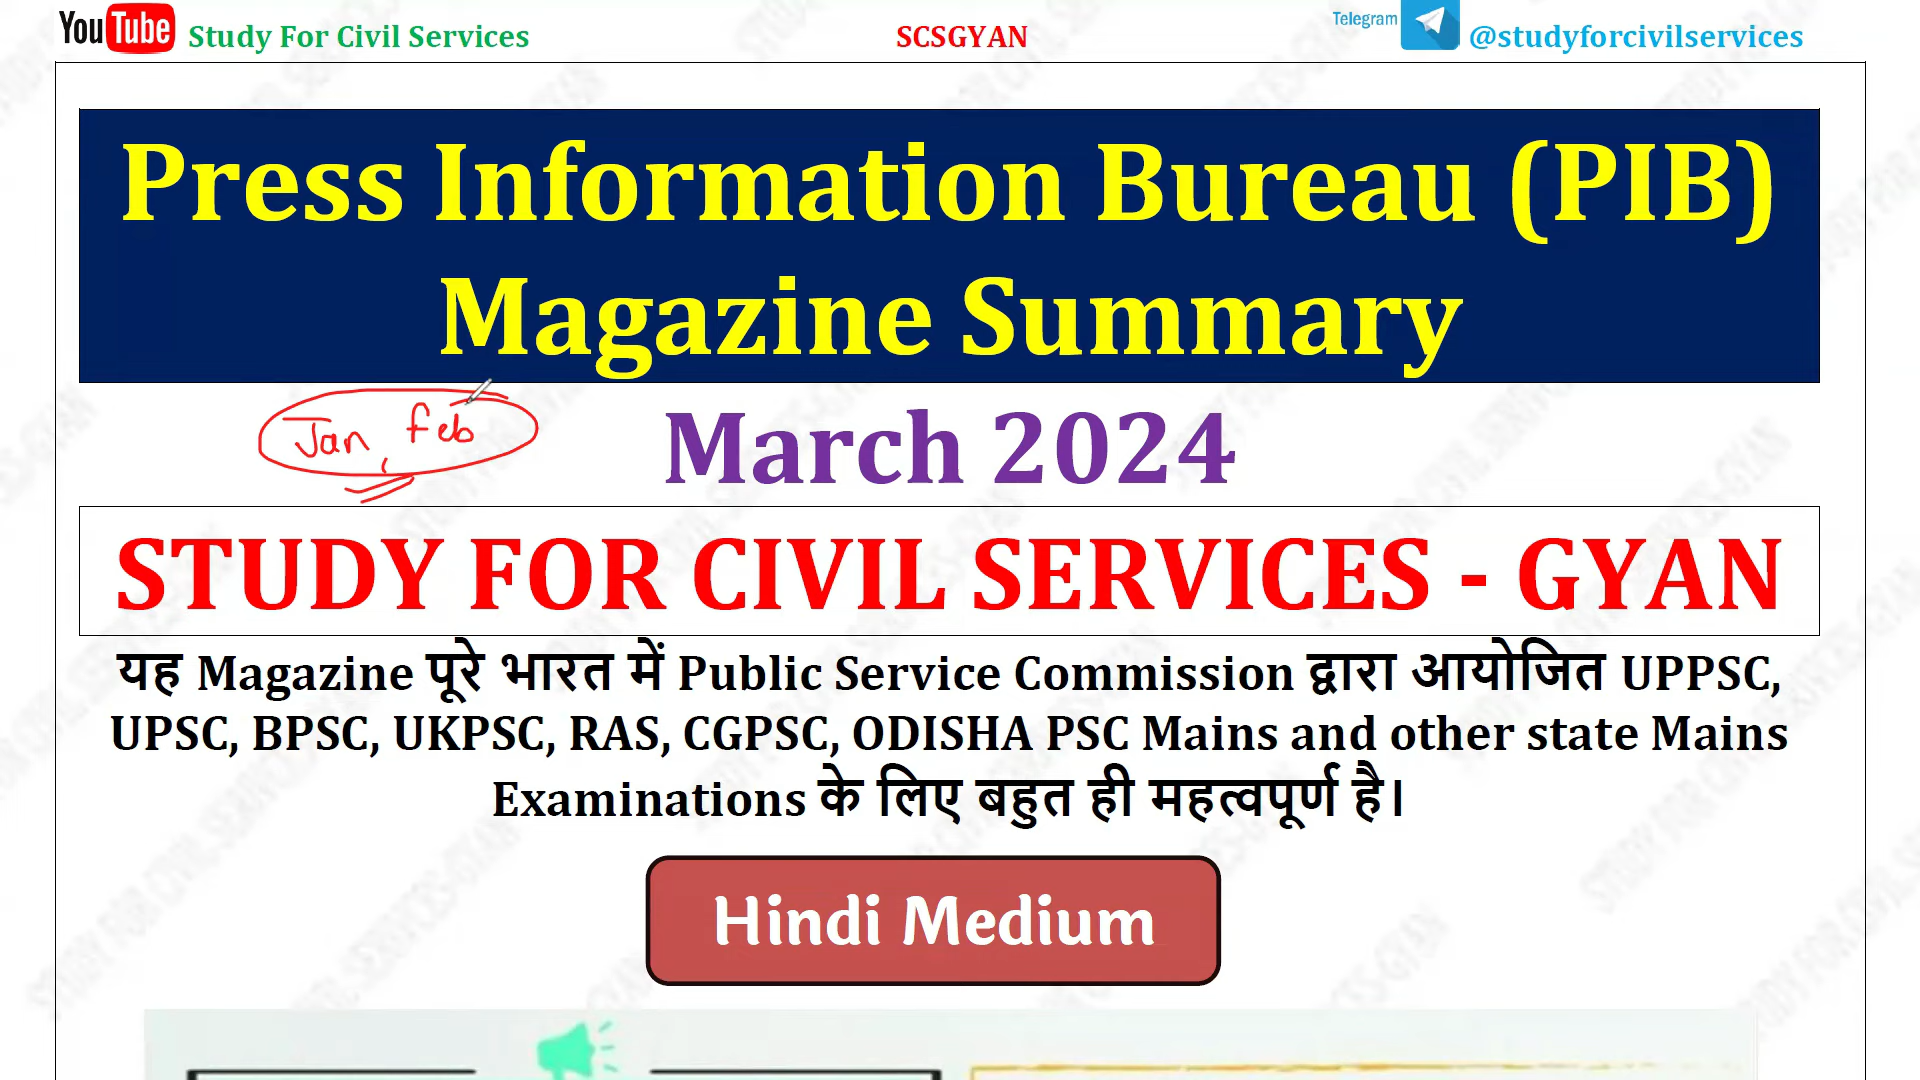 YouTube Study For Civil Services SCSGYAN Telegram @studyforcivilservices
Press Information Bureau (PIB)
Magazine Summary
Jan, feb
March 2024
STUDY FOR CIVIL SERVICES - GYAN
यह Magazine पूरे भारत में Public Service Commission द्वारा आयोजित UPPSC,
UPSC, BPSC, UKPSC, RAS, CGPSC, ODISHA PSC Mains and other state Mains
Examinations के लिए बहुत ही महत्वपूर्ण है।
Hindi Medium